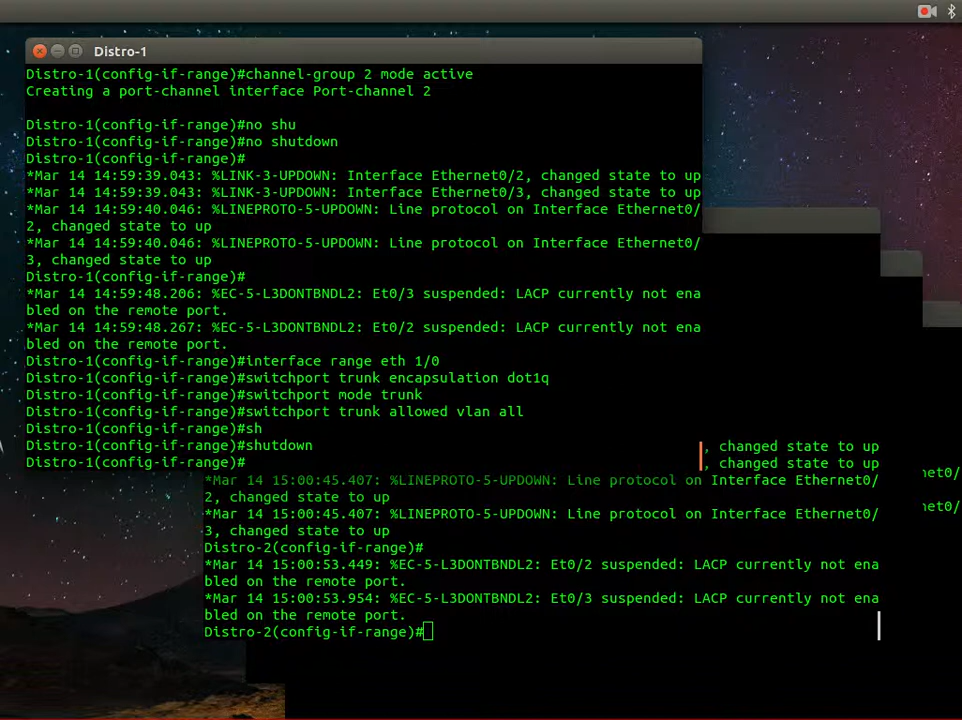 Distro-1
Distro-1(config-if-range)#channel-group 2 mode active
Creating a port-channel interface Port-channel 2
Distro-1(config-if-range)#no shu
Distro-1(config-if-range)#no shutdown
Distro-1(config-if-range)#
*Mar 14 14:59:39.043: %LINK-3-UPDOWN: Interface Ethernet0/2, changed state to up
*Mar 14 14:59:39.043: %LINK-3-UPDOWN: Interface Ethernet0/3, changed state to up
*Mar 14 14:59:40.046: %LINEPROTO-5-UPDOWN: Line protocol on Interface Ethernet0/
2, changed state to up
*Mar 14 14:59:40.046: %LINEPROTO-5-UPDOWN: Line protocol on Interface Ethernet0/
3, changed state to up
Distro-1(config-if-range)#
*Mar 14 14:59:48.206: %EC-5-L3DONTBNDL2: Et0/3 suspended: LACP currently not ena
bled on the remote port.
*Mar 14 14:59:48.267: %EC-5-L3DONTBNDL2: Et0/2 suspended: LACP currently not ena
bled on the remote port.
Distro-1(config-if-range)#interface range eth 1/0
Distro-1(config-if-range)#switchport trunk encapsulation dot1q
Distro-1(config-if-range)#switchport mode trunk
Distro-1(config-if-range)#switchport trunk allowed vlan all
Distro-1(config-if-range)#sh
Distro-1(config-if-range)#shutdown
Distro-1(config-if-range)#
, changed state to up
, changed state to up
*Mar 14 15:00:45.407: %LINEPROTO-5-UPDOWN: Line protocol on Interface Ethernet0/
2, changed state to up
*Mar 14 15:00:45.407: %LINEPROTO-5-UPDOWN: Line protocol on Interface Ethernet0/
3, changed state to up
Distro-2(config-if-range)#
*Mar 14 15:00:53.449: %EC-5-L3DONTBNDL2: Et0/2 suspended: LACP currently not ena
bled on the remote port.
*Mar 14 15:00:53.954: %EC-5-L3DONTBNDL2: Et0/3 suspended: LACP currently not ena
bled on the remote port.
Distro-2(config-if-range)#
net0/
net0/